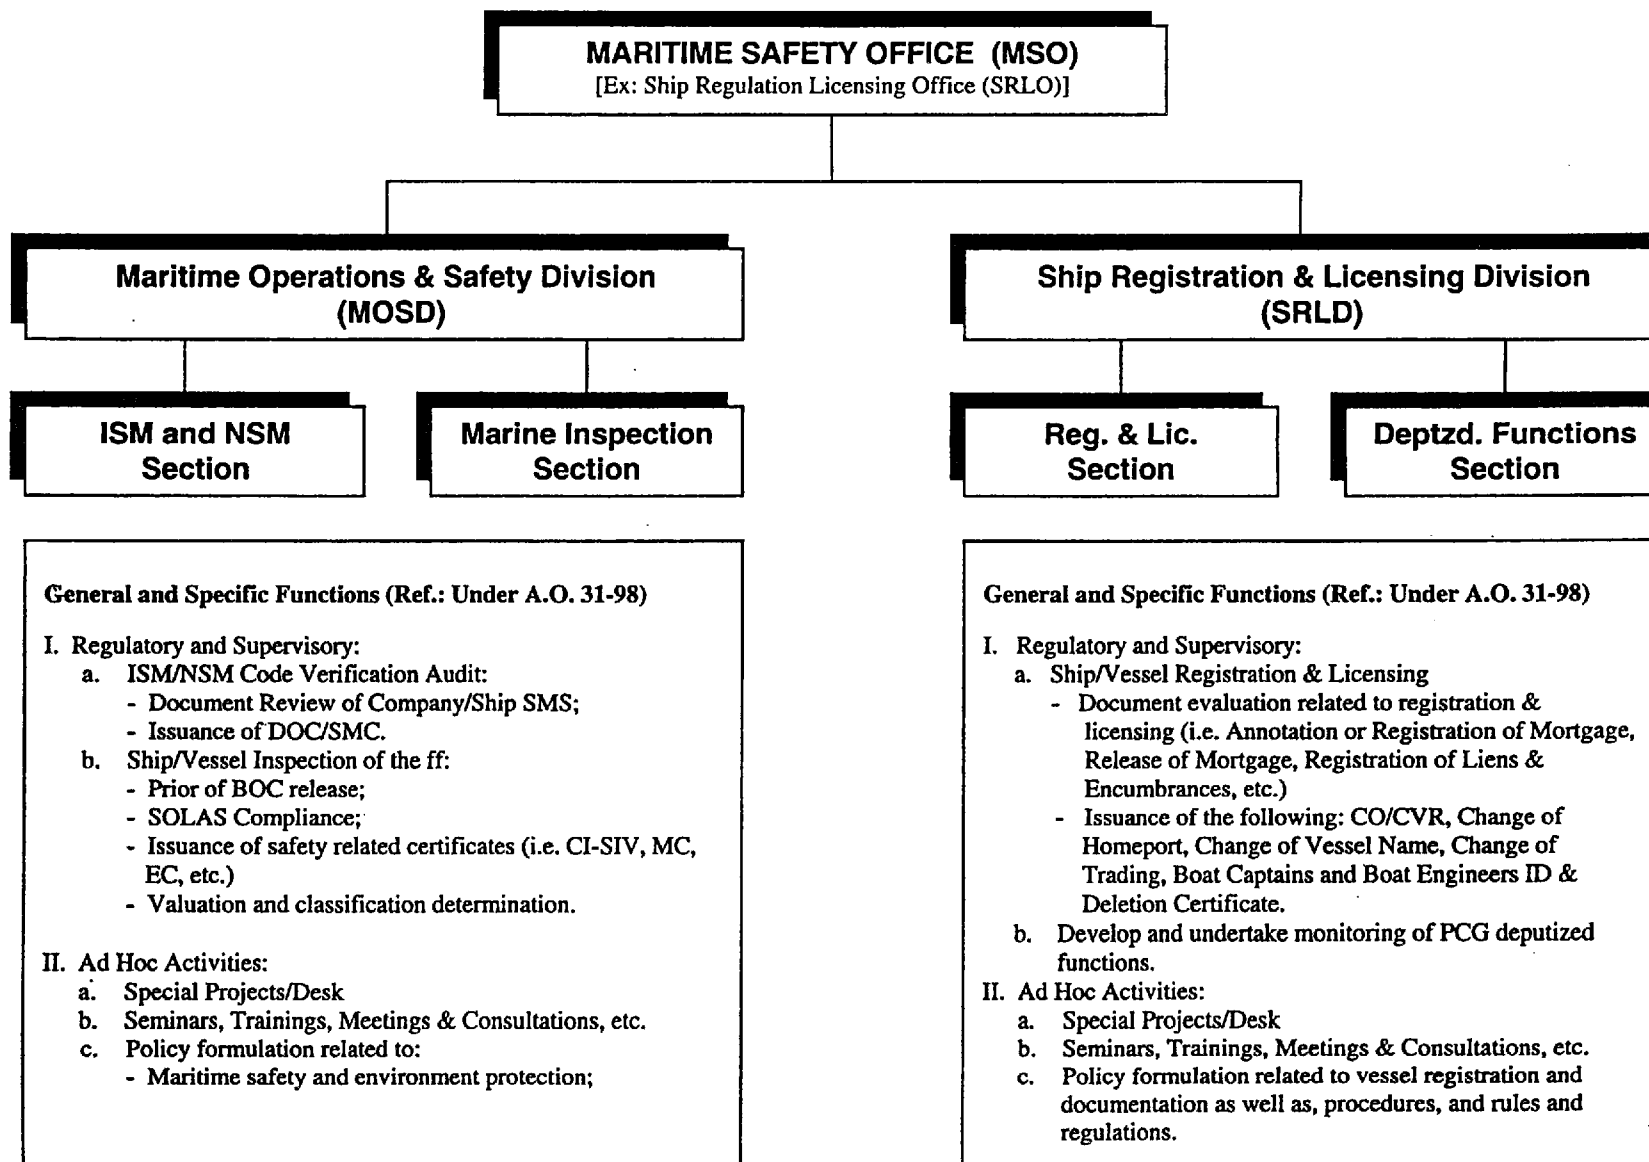 MARITIME SAFETY OFFICE (MSO)
[Ex: Ship Regulation Licensing Office (SRLO)]
Maritime Operations & Safety Division
(MOSD)
Ship Registration & Licensing Division
(SRLD)
ISM and NSM
Section
Marine Inspection
Section
Reg. & Lic.
Section
Deptzd. Functions
Section
General and Specific Functions (Ref.: Under A.O. 31-98)
I. Regulatory and Supervisory:
a. ISM/NSM Code Verification Audit:
- Document Review of Company/Ship SMS;
- Issuance of DOC/SMC.
b. Ship/Vessel Inspection of the ff:
- Prior of BOC release;
- SOLAS Compliance;
- Issuance of safety related certificates (i.e. CI-SIV, MC,
EC, etc.)
- Valuation and classification determination.
II. Ad Hoc Activities:
a. Special Projects/Desk
b. Seminars, Trainings, Meetings & Consultations, etc.
c. Policy formulation related to:
- Maritime safety and environment protection;
General and Specific Functions (Ref.: Under A.O. 31-98)
I. Regulatory and Supervisory:
a. Ship/Vessel Registration & Licensing
- Document evaluation related to registration &
licensing (i.e. Annotation or Registration of Mortgage,
Release of Mortgage, Registration of Liens &
Encumbrances, etc.)
- Issuance of the following: CO/CVR, Change of
Homeport, Change of Vessel Name, Change of
Trading, Boat Captains and Boat Engineers ID &
Deletion Certificate.
b. Develop and undertake monitoring of PCG deputized
functions.
II. Ad Hoc Activities:
a. Special Projects/Desk
b. Seminars, Trainings, Meetings & Consultations, etc.
c. Policy formulation related to vessel registration and
documentation as well as, procedures, and rules and
regulations.